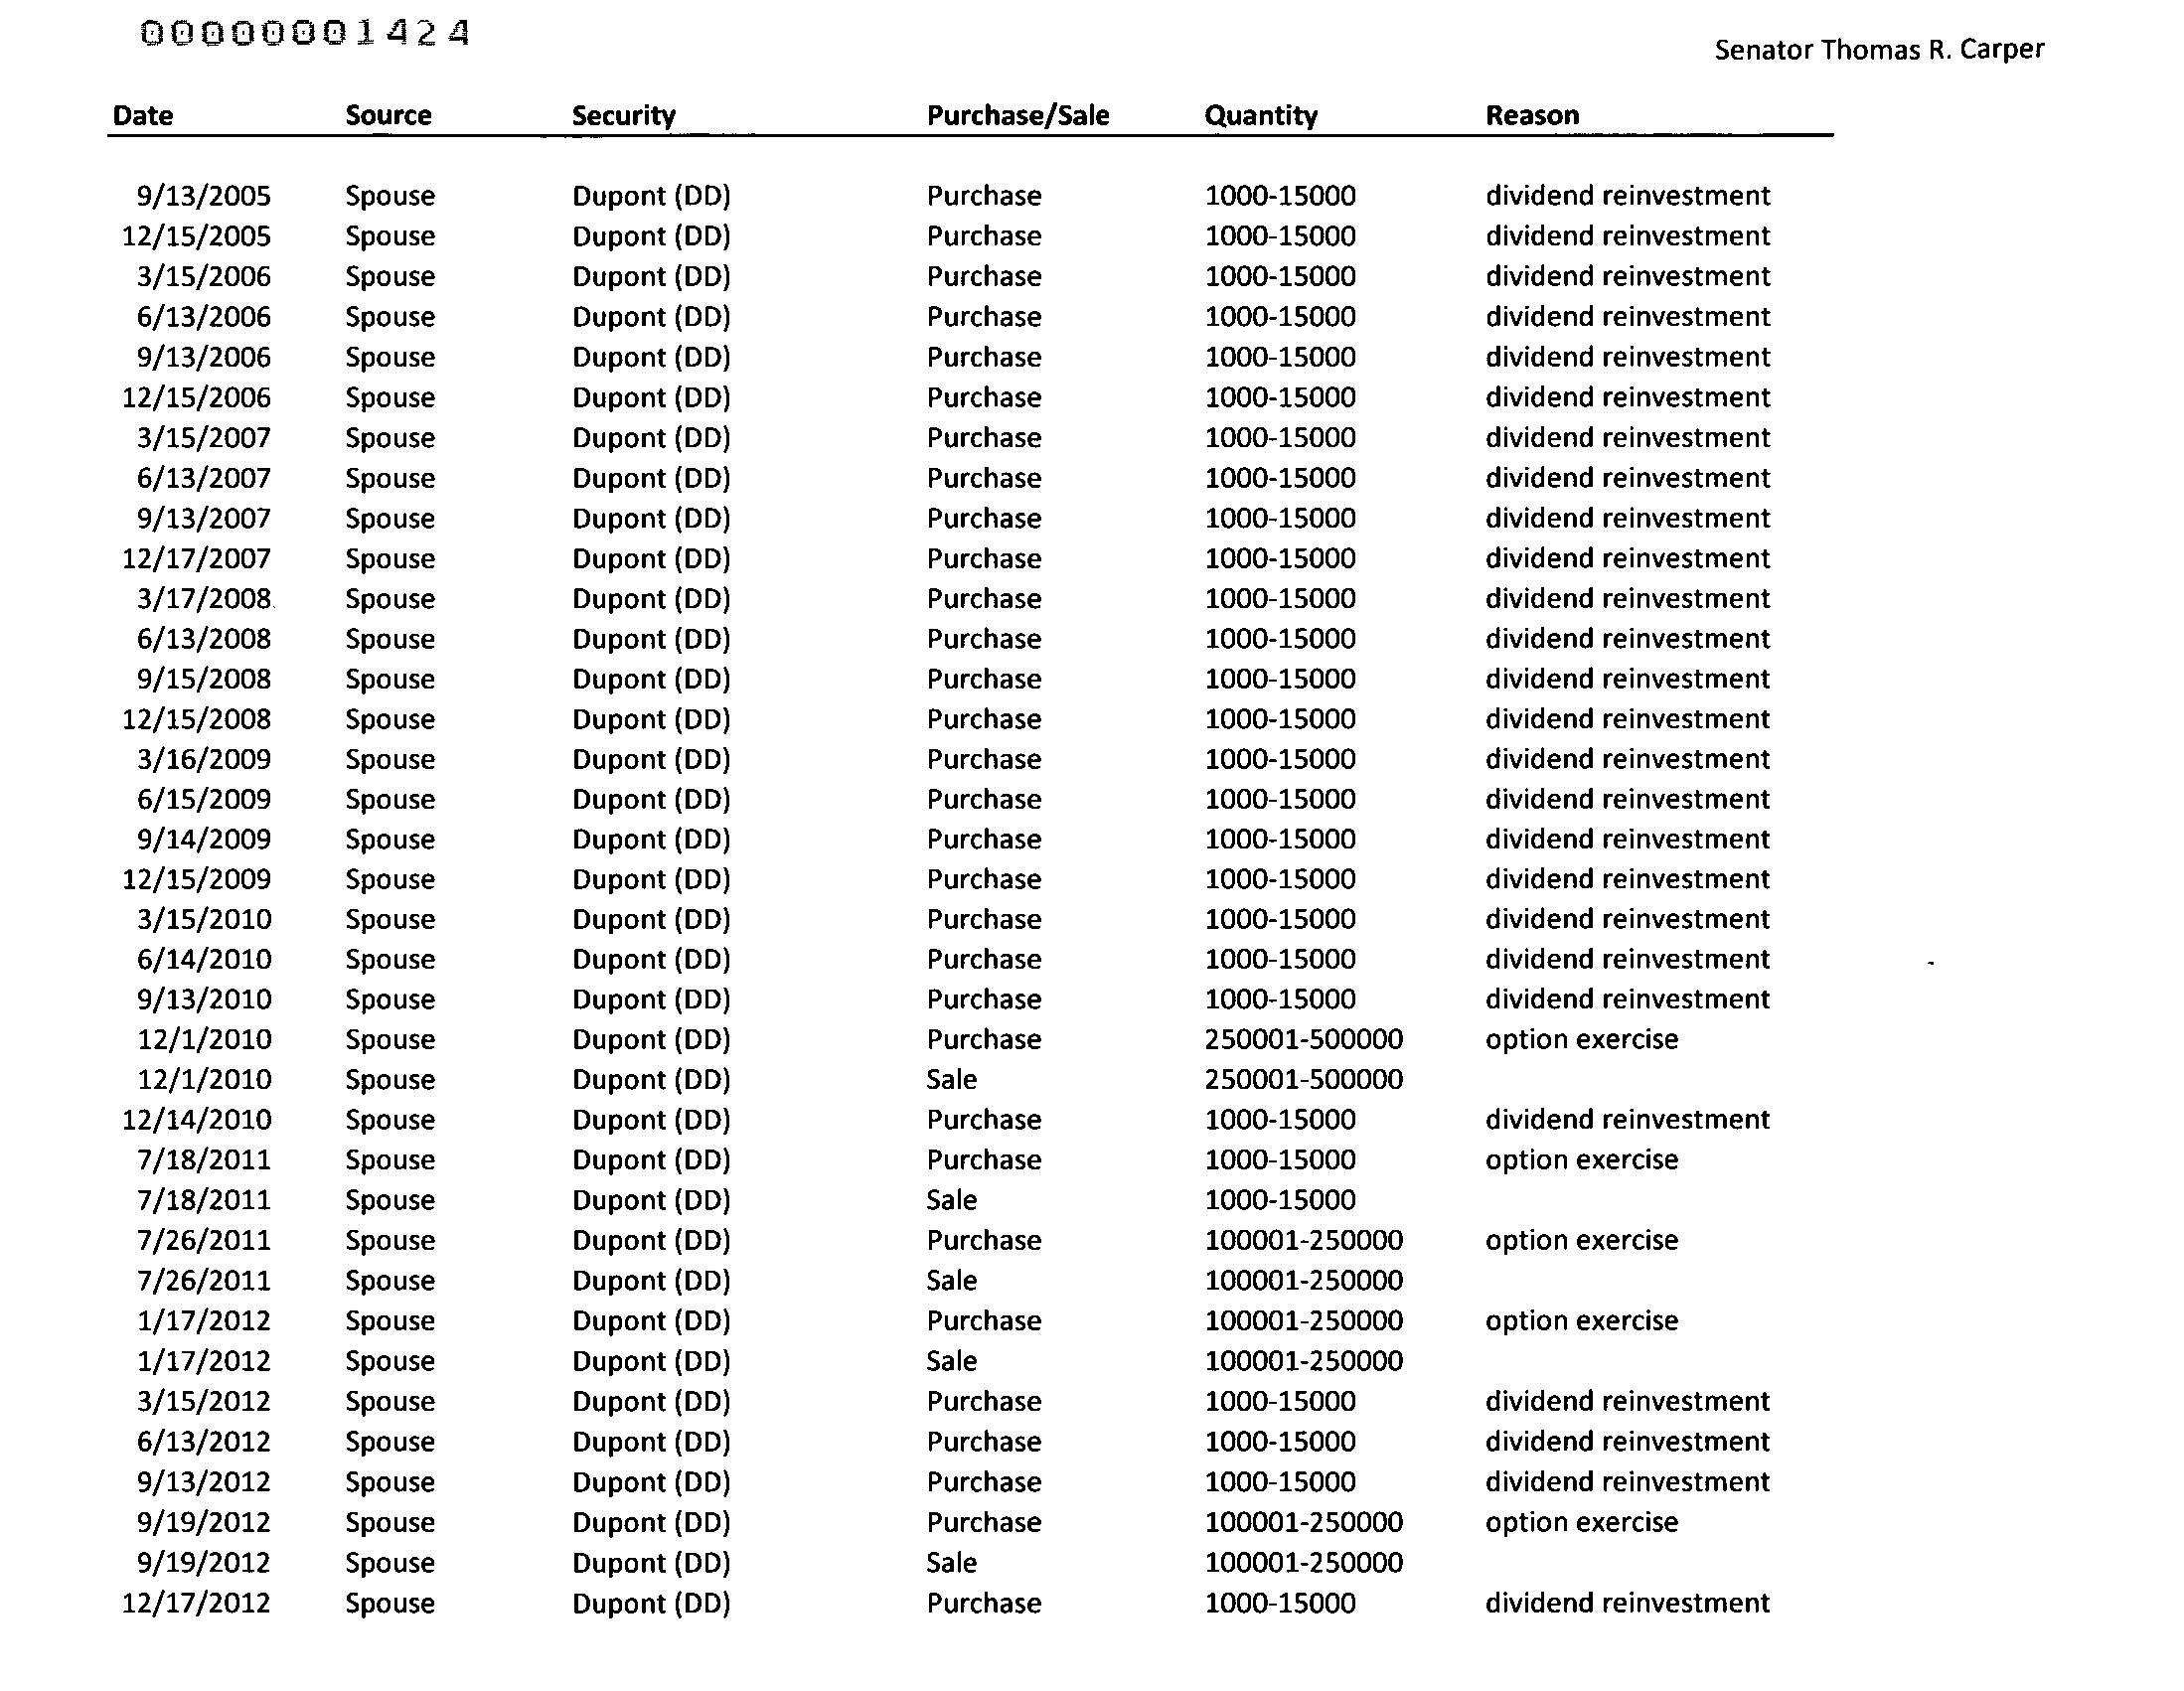 00000001424
Senator Thomas R. Carper
Date Source Security Purchase/Sale Quantity Reason
9/13/2005 Spouse Dupont (DD) Purchase 1000-15000 dividend reinvestment
12/15/2005 Spouse Dupont (DD) Purchase 1000-15000 dividend reinvestment
3/15/2006 Spouse Dupont (DD) Purchase 1000-15000 dividend reinvestment
6/13/2006 Spouse Dupont (DD) Purchase 1000-15000 dividend reinvestment
9/13/2006 Spouse Dupont (DD) Purchase 1000-15000 dividend reinvestment
12/15/2006 Spouse Dupont (DD) Purchase 1000-15000 dividend reinvestment
3/15/2007 Spouse Dupont (DD) Purchase 1000-15000 dividend reinvestment
6/13/2007 Spouse Dupont (DD) Purchase 1000-15000 dividend reinvestment
9/13/2007 Spouse Dupont (DD) Purchase 1000-15000 dividend reinvestment
12/17/2007 Spouse Dupont (DD) Purchase 1000-15000 dividend reinvestment
3/17/2008 Spouse Dupont (DD) Purchase 1000-15000 dividend reinvestment
6/13/2008 Spouse Dupont (DD) Purchase 1000-15000 dividend reinvestment
9/15/2008 Spouse Dupont (DD) Purchase 1000-15000 dividend reinvestment
12/15/2008 Spouse Dupont (DD) Purchase 1000-15000 dividend reinvestment
3/16/2009 Spouse Dupont (DD) Purchase 1000-15000 dividend reinvestment
6/15/2009 Spouse Dupont (DD) Purchase 1000-15000 dividend reinvestment
9/14/2009 Spouse Dupont (DD) Purchase 1000-15000 dividend reinvestment
12/15/2009 Spouse Dupont (DD) Purchase 1000-15000 dividend reinvestment
3/15/2010 Spouse Dupont (DD) Purchase 1000-15000 dividend reinvestment
6/14/2010 Spouse Dupont (DD) Purchase 1000-15000 dividend reinvestment
9/13/2010 Spouse Dupont (DD) Purchase 1000-15000 dividend reinvestment
12/1/2010 Spouse Dupont (DD) Purchase 250001-500000 option exercise
12/1/2010 Spouse Dupont (DD) Sale 250001-500000
12/14/2010 Spouse Dupont (DD) Purchase 1000-15000 dividend reinvestment
7/18/2011 Spouse Dupont (DD) Purchase 1000-15000 option exercise
7/18/2011 Spouse Dupont (DD) Sale 1000-15000
7/26/2011 Spouse Dupont (DD) Purchase 100001-250000 option exercise
7/26/2011 Spouse Dupont (DD) Sale 100001-250000
1/17/2012 Spouse Dupont (DD) Purchase 100001-250000 option exercise
1/17/2012 Spouse Dupont (DD) Sale 100001-250000
3/15/2012 Spouse Dupont (DD) Purchase 1000-15000 dividend reinvestment
6/13/2012 Spouse Dupont (DD) Purchase 1000-15000 dividend reinvestment
9/13/2012 Spouse Dupont (DD) Purchase 1000-15000 dividend reinvestment
9/19/2012 Spouse Dupont (DD) Purchase 100001-250000 option exercise
9/19/2012 Spouse Dupont (DD) Sale 100001-250000
12/17/2012 Spouse Dupont (DD) Purchase 1000-15000 dividend reinvestment